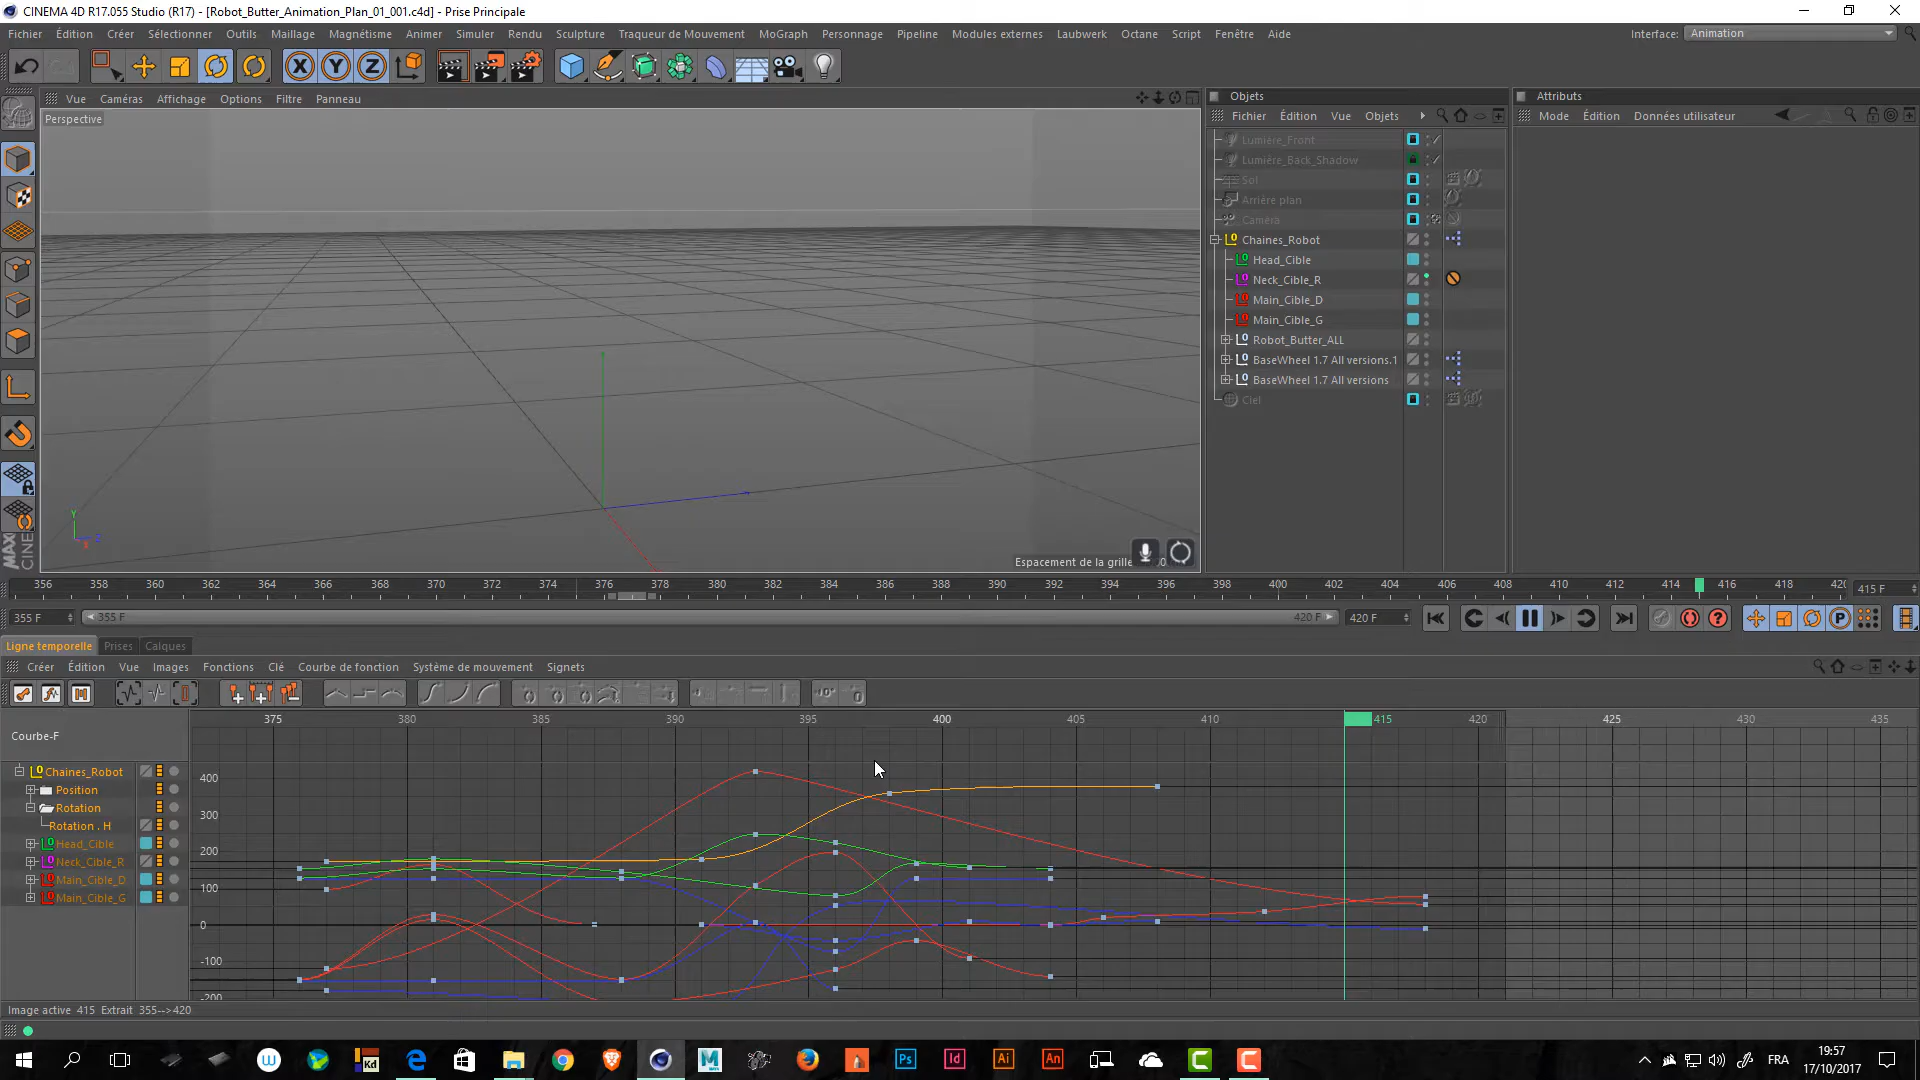 CINEMA 4D R17.055 Studio (R17) - [Robot_Butter_Animation_Plan_01_001.c4d] - Prise Principale
Fichier Édition Créer Sélectionner Outils Maillage Magnétisme Animer Simuler Rendu Sculpture Traqueur de Mouvement MoGraph Personnage Pipeline Modules externes Laubwerk Octane Script Fenêtre Aide Interface: Animation
Vue Caméras Affichage Options Filtre Panneau
Perspective
Y
Z
Espacement de la grille
MAXON CINEMA 4D
Objets
Fichier Édition Vue Objets
Lumière_Front
Lumière_Back_Shadow
Sol
Arrière plan
Caméra
Chaines_Robot
Head_Cible
Neck_Cible_R
Main_Cible_D
Main_Cible_G
Robot_Butter_ALL
BaseWheel 1.7 All versions.1
BaseWheel 1.7 All versions
Ciel
Attributs
Mode Édition Données utilisateur
356 358 360 362 364 366 368 370 372 374 376 378 380 382 384 386 388 390 392 394 396 398 400 402 404 406 408 410 412 414 416 418 420 415 F
355 F 355 F 420 F 420 F
Ligne temporelle Prises Calques
Créer Édition Vue Images Fonctions Clé Courbe de fonction Système de mouvement Signets
375 380 385 390 395 400 405 410 415 420 425 430 435
Courbe-F
Chaines_Robot
Position
Rotation
Rotation . H
Head_Cible
Neck_Cible_R
Main_Cible_D
Main_Cible_G
400
300
200
100
0
-100
-200
Image active 415 Extrait 355-->420
Kd Ps Id Ai An
FRA
19:57
17/10/2017